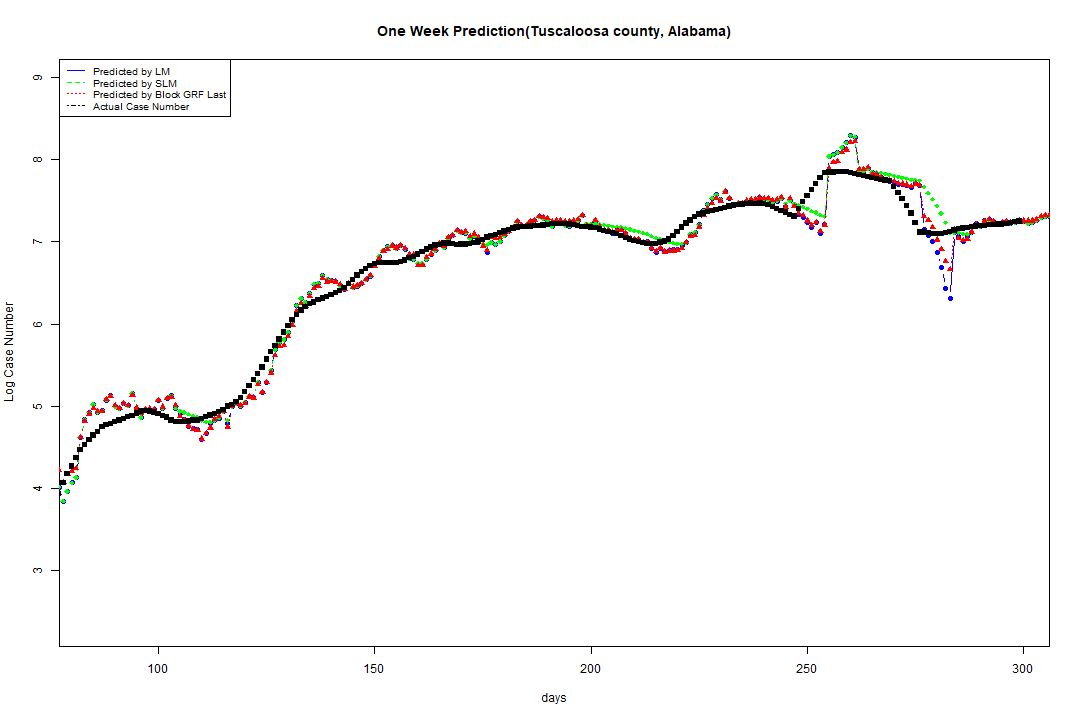 One Week Prediction(Tuscaloosa county, Alabama)
Predicted by LM
Predicted by SLM
Predicted by Block GRF Last
Actual Case Number
9
8
7
6
5
4
3
Log Case Number
100 150 200 250 300
days